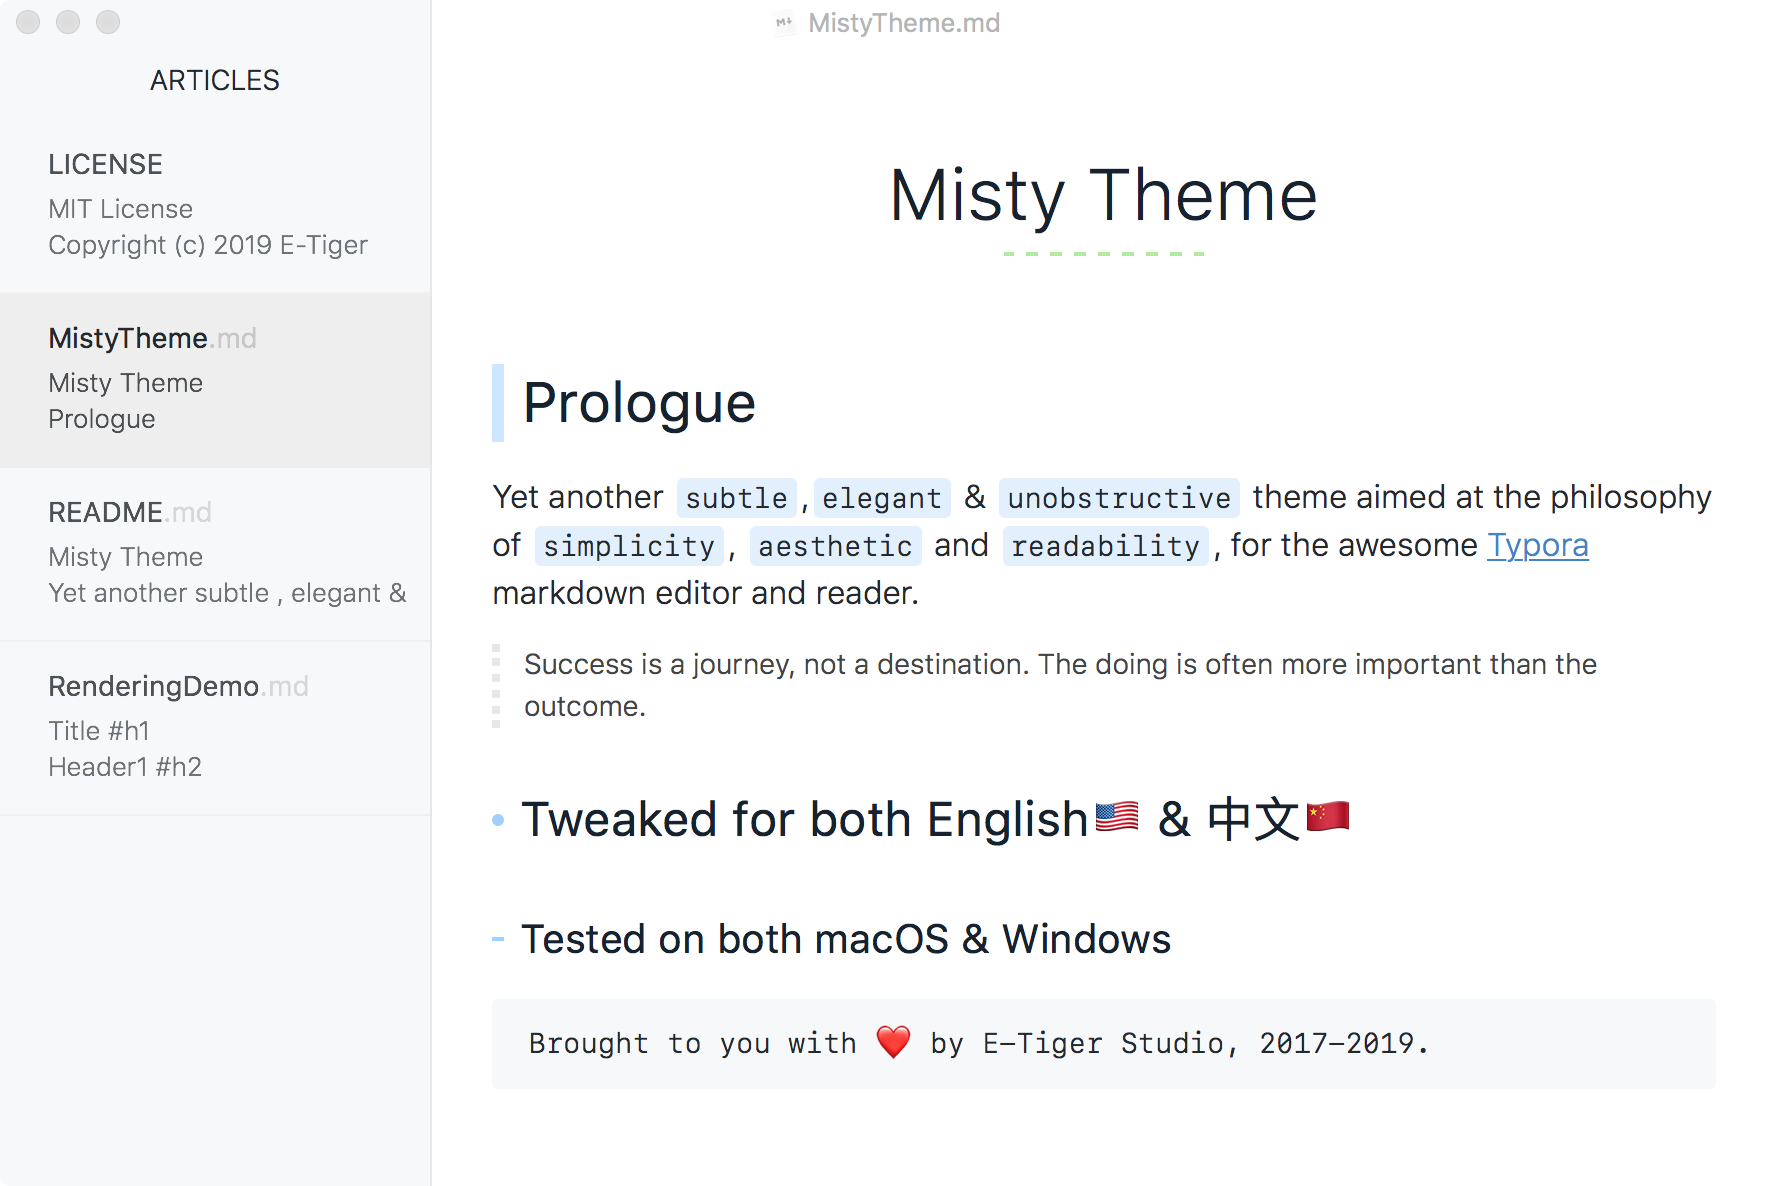 MistyTheme.md
ARTICLES
LICENSE
MIT License
Copyright (c) 2019 E-Tiger
MistyTheme.md
Misty Theme
Prologue
README.md
Misty Theme
Yet another subtle , elegant &
RenderingDemo.md
Title #h1
Header1 #h2
Misty Theme
Prologue
Yet another subtle, elegant & unobstructive theme aimed at the philosophy
of simplicity, aesthetic and readability, for the awesome Typora
markdown editor and reader.
Success is a journey, not a destination. The doing is often more important than the
outcome.
Tweaked for both English🇺🇸 & 中文🇨🇳
Tested on both macOS & Windows
Brought to you with ❤️ by E-Tiger Studio, 2017-2019.